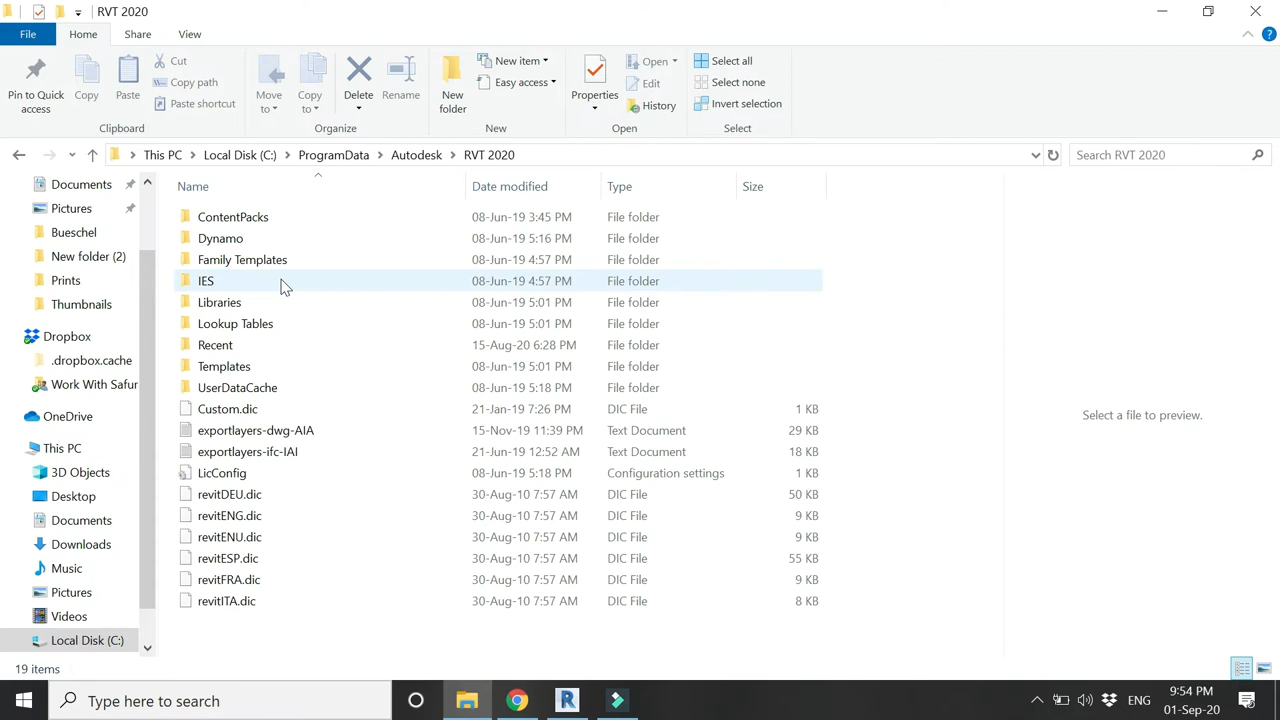 RVT 2020
File Home Share View
Pin to Quick access
Copy
Paste
Cut
Copy path
Paste shortcut
Clipboard
Move to
Copy to
Delete
Rename
Organize
New folder
New item
Easy access
New
Properties
Open
Edit
History
Open
Select all
Select none
Invert selection
Select
This PC > Local Disk (C:) > ProgramData > Autodesk > RVT 2020
Search RVT 2020
Documents
Pictures
Bueschel
New folder (2)
Prints
Thumbnails
Dropbox
.dropbox.cache
Work With Safur
OneDrive
This PC
3D Objects
Desktop
Documents
Downloads
Music
Pictures
Videos
Local Disk (C:)
Name Date modified Type Size
ContentPacks 08-Jun-19 3:45 PM File folder
Dynamo 08-Jun-19 5:16 PM File folder
Family Templates 08-Jun-19 4:57 PM File folder
IES 08-Jun-19 4:57 PM File folder
Libraries 08-Jun-19 5:01 PM File folder
Lookup Tables 08-Jun-19 5:01 PM File folder
Recent 15-Aug-20 6:28 PM File folder
Templates 08-Jun-19 5:01 PM File folder
UserDataCache 08-Jun-19 5:18 PM File folder
Custom.dic 21-Jan-19 7:26 PM DIC File 1 KB
exportlayers-dwg-AIA 15-Nov-19 11:39 PM Text Document 29 KB
exportlayers-ifc-IAI 21-Jun-19 12:52 AM Text Document 18 KB
LicConfig 08-Jun-19 5:18 PM Configuration settings 1 KB
revitDEU.dic 30-Aug-10 7:57 AM DIC File 50 KB
revitENG.dic 30-Aug-10 7:57 AM DIC File 9 KB
revitENU.dic 30-Aug-10 7:57 AM DIC File 9 KB
revitESP.dic 30-Aug-10 7:57 AM DIC File 55 KB
revitFRA.dic 30-Aug-10 7:57 AM DIC File 9 KB
revitITA.dic 30-Aug-10 7:57 AM DIC File 8 KB
Select a file to preview.
19 items
Type here to search
ENG
9:54 PM
01-Sep-20